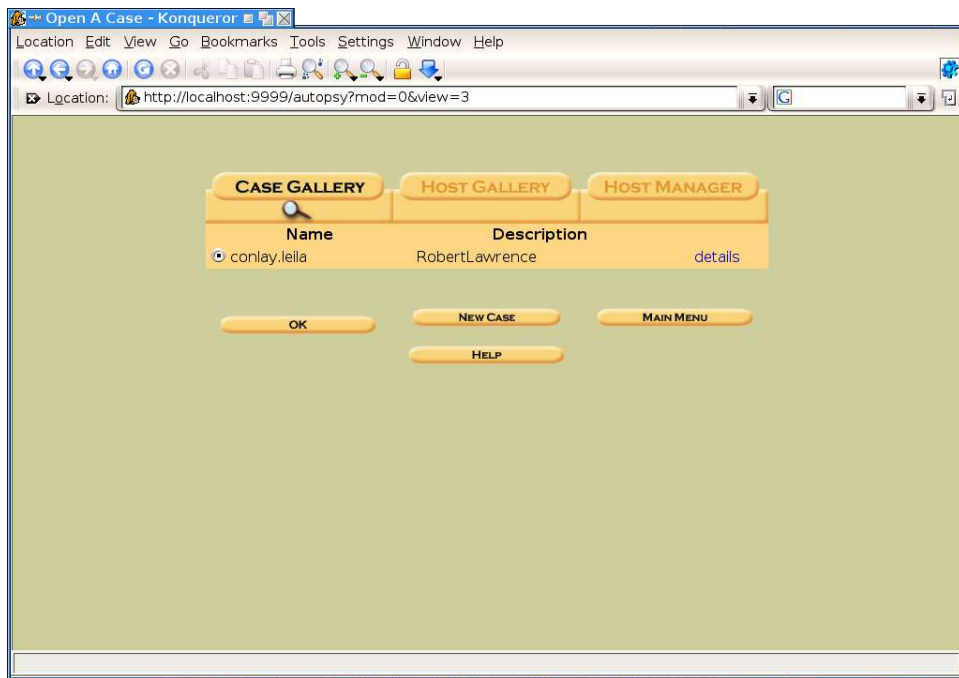 Open A Case - Konqueror
Location Edit View Go Bookmarks Tools Settings Window Help
Location: http://localhost:9999/autopsy?mod=0&view=3
CASE GALLERY HOST GALLERY HOST MANAGER
Name Description
conlay.leila RobertLawrence details
OK NEW CASE MAIN MENU
HELP